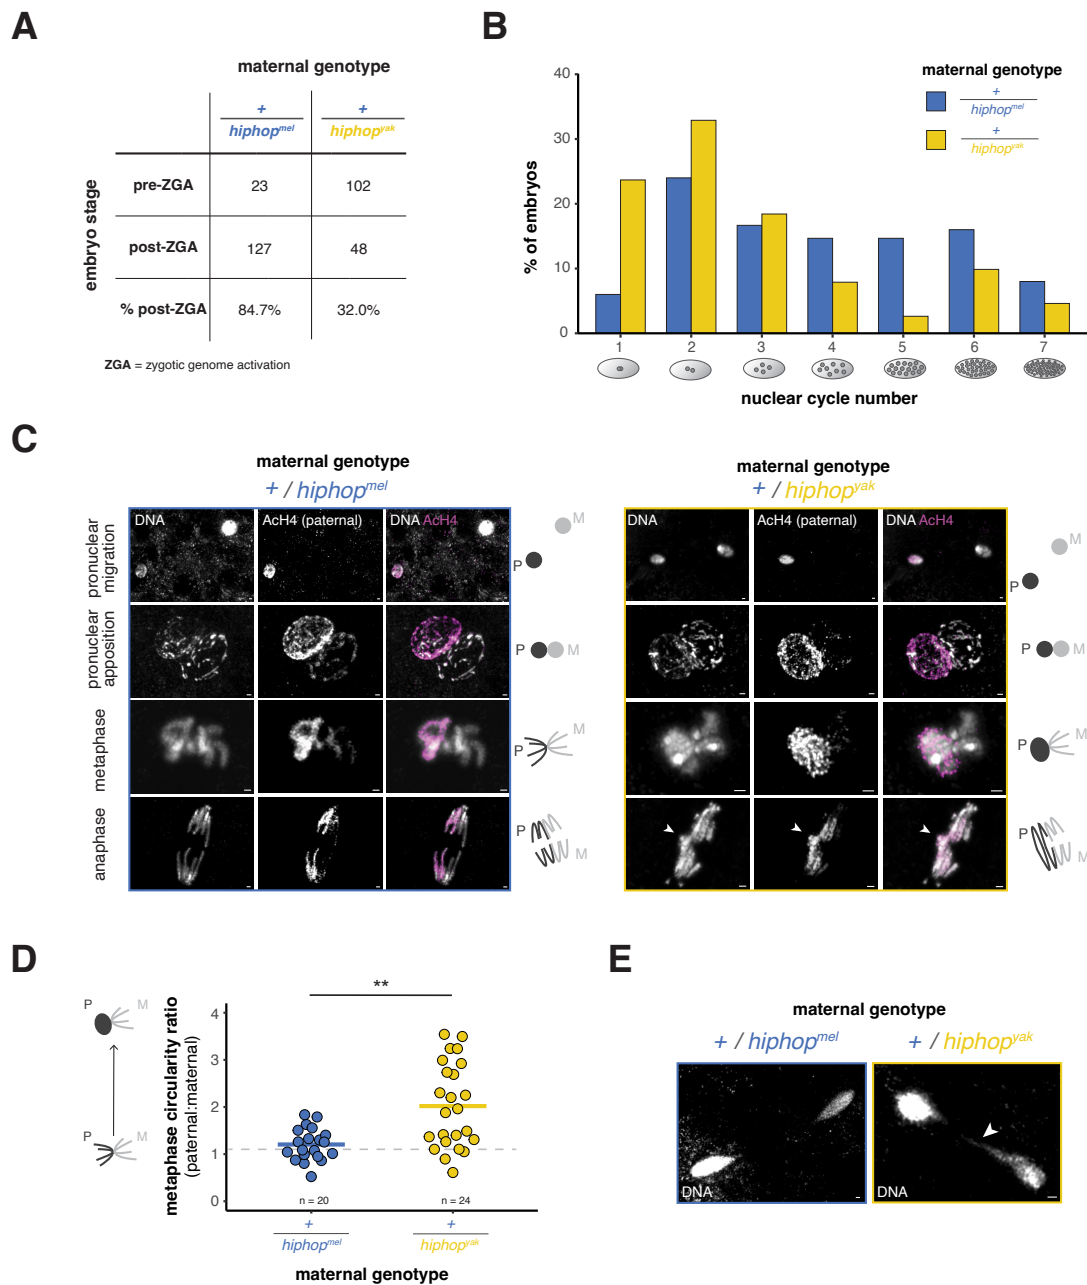 A
maternal genotype
+
hiphopmel
+
hiphopyak
embryo stage
pre-ZGA
23
102
post-ZGA
127
48
% post-ZGA
84.7%
32.0%
ZGA = zygotic genome activation
B
% of embryos
40
30
20
10
0
1
2
3
4
5
6
7
nuclear cycle number
maternal genotype
+
hiphopmel
+
hiphopyak
C
maternal genotype
+ / hiphopmel
maternal genotype
+ / hiphopyak
pronuclear
migration
DNA
AcH4 (paternal)
DNA AcH4
M
P
DNA
AcH4 (paternal)
DNA AcH4
M
P
pronuclear
apposition
P
M
P
M
metaphase
P
M
P
M
anaphase
P
M
P
M
D
P
M
P
M
metaphase circularity ratio
(paternal:maternal)
4
3
2
1
0
**
n = 20
n = 24
+
hiphopmel
+
hiphopyak
maternal genotype
E
maternal genotype
+ / hiphopmel
+ / hiphopyak
DNA
DNA